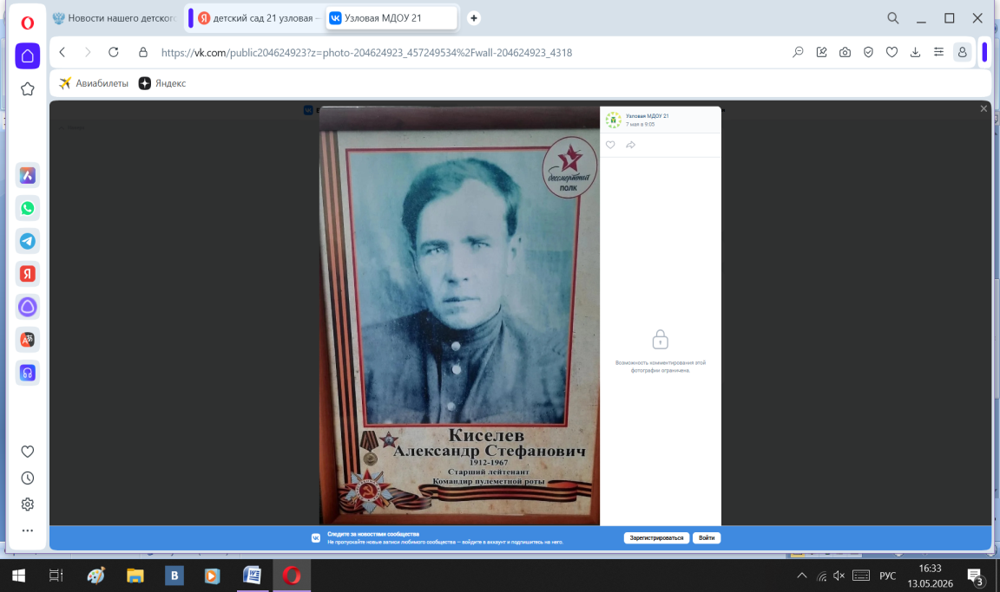 Новости нашего детского
детский сад 21 узловая –
Узловая МДОУ 21
https://vk.com/public204624923?z=photo-204624923_457249534%2Fwall-204624923_4318
Авиабилеты
Яндекс
Узловая МДОУ 21
7 мая в 9:05
бессмертный
полк
Возможность комментирования этой
фотографии ограничена.
Киселев
Александр Стефанович
1912-1967
Старший лейтенант
Командир пулеметной роты
Следите за новостями сообщества
Не пропускайте новые записи любимого сообщества — войдите в аккаунт и подпишитесь на него.
Зарегистрироваться
Войти
РУС
16:33
13.05.2026
3